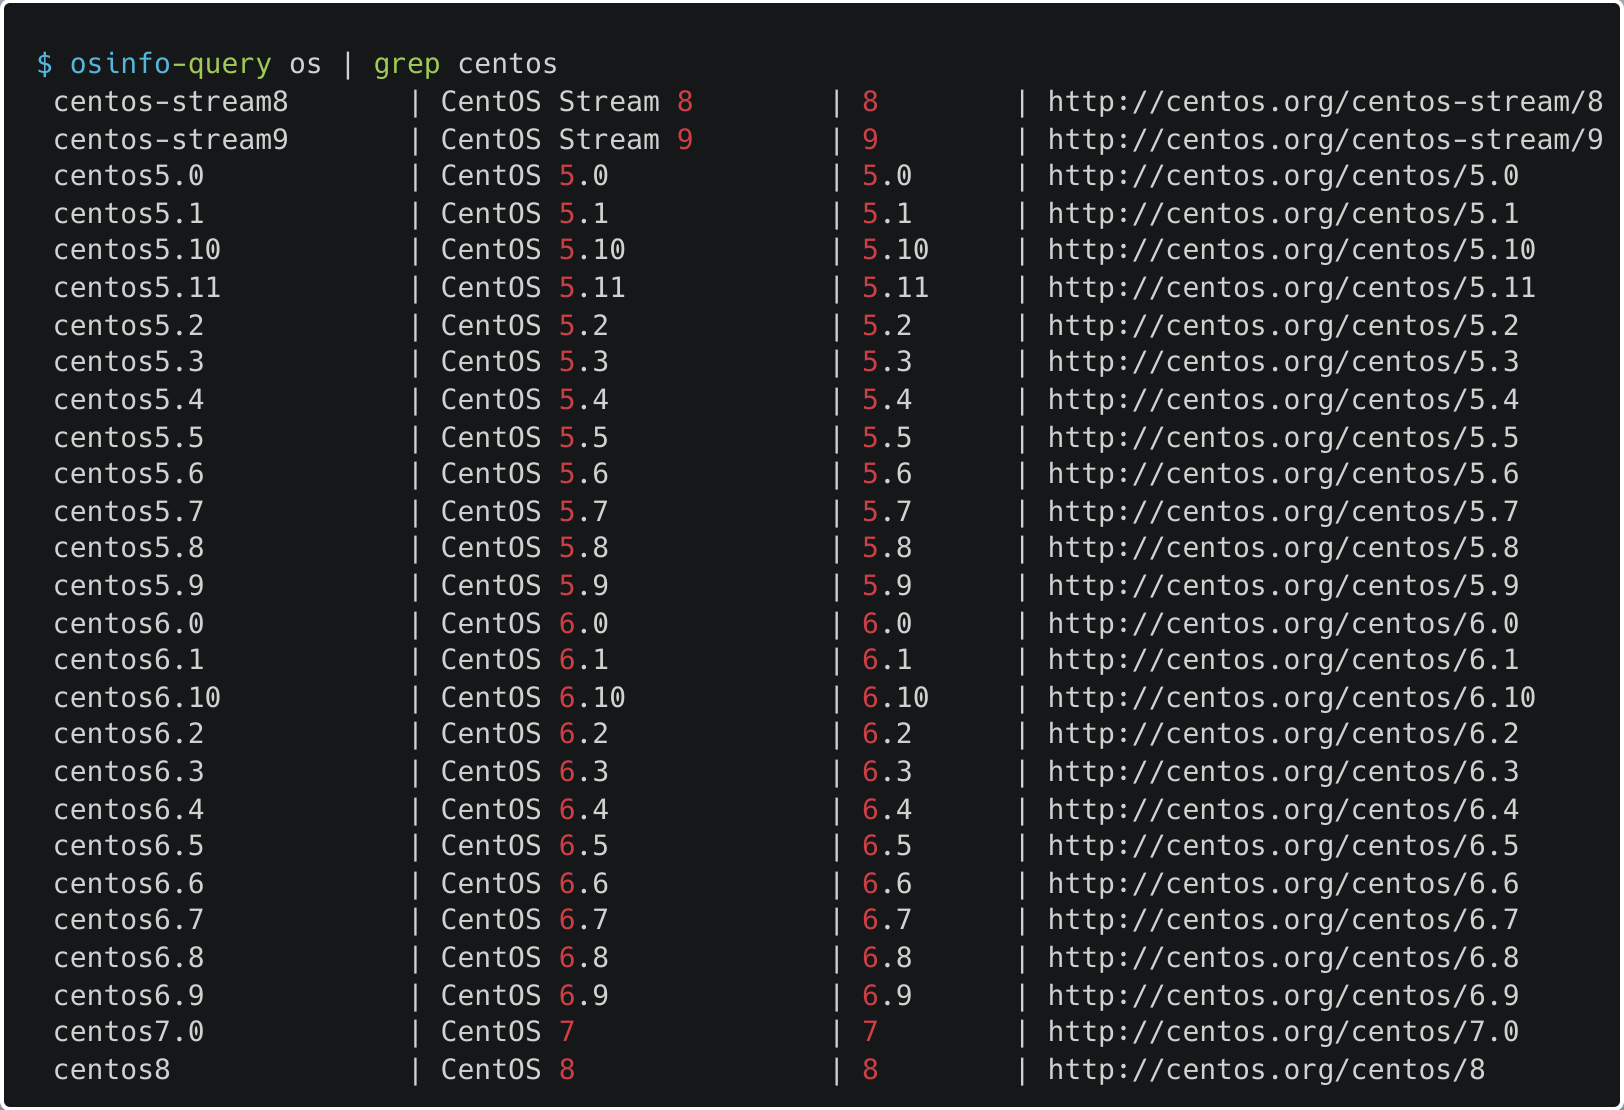 $ osinfo-query os | grep centos
 centos-stream8       | CentOS Stream 8        | 8        | http://centos.org/centos-stream/8
 centos-stream9       | CentOS Stream 9        | 9        | http://centos.org/centos-stream/9
 centos5.0            | CentOS 5.0             | 5.0      | http://centos.org/centos/5.0
 centos5.1            | CentOS 5.1             | 5.1      | http://centos.org/centos/5.1
 centos5.10           | CentOS 5.10            | 5.10     | http://centos.org/centos/5.10
 centos5.11           | CentOS 5.11            | 5.11     | http://centos.org/centos/5.11
 centos5.2            | CentOS 5.2             | 5.2      | http://centos.org/centos/5.2
 centos5.3            | CentOS 5.3             | 5.3      | http://centos.org/centos/5.3
 centos5.4            | CentOS 5.4             | 5.4      | http://centos.org/centos/5.4
 centos5.5            | CentOS 5.5             | 5.5      | http://centos.org/centos/5.5
 centos5.6            | CentOS 5.6             | 5.6      | http://centos.org/centos/5.6
 centos5.7            | CentOS 5.7             | 5.7      | http://centos.org/centos/5.7
 centos5.8            | CentOS 5.8             | 5.8      | http://centos.org/centos/5.8
 centos5.9            | CentOS 5.9             | 5.9      | http://centos.org/centos/5.9
 centos6.0            | CentOS 6.0             | 6.0      | http://centos.org/centos/6.0
 centos6.1            | CentOS 6.1             | 6.1      | http://centos.org/centos/6.1
 centos6.10           | CentOS 6.10            | 6.10     | http://centos.org/centos/6.10
 centos6.2            | CentOS 6.2             | 6.2      | http://centos.org/centos/6.2
 centos6.3            | CentOS 6.3             | 6.3      | http://centos.org/centos/6.3
 centos6.4            | CentOS 6.4             | 6.4      | http://centos.org/centos/6.4
 centos6.5            | CentOS 6.5             | 6.5      | http://centos.org/centos/6.5
 centos6.6            | CentOS 6.6             | 6.6      | http://centos.org/centos/6.6
 centos6.7            | CentOS 6.7             | 6.7      | http://centos.org/centos/6.7
 centos6.8            | CentOS 6.8             | 6.8      | http://centos.org/centos/6.8
 centos6.9            | CentOS 6.9             | 6.9      | http://centos.org/centos/6.9
 centos7.0            | CentOS 7               | 7        | http://centos.org/centos/7.0
 centos8              | CentOS 8               | 8        | http://centos.org/centos/8